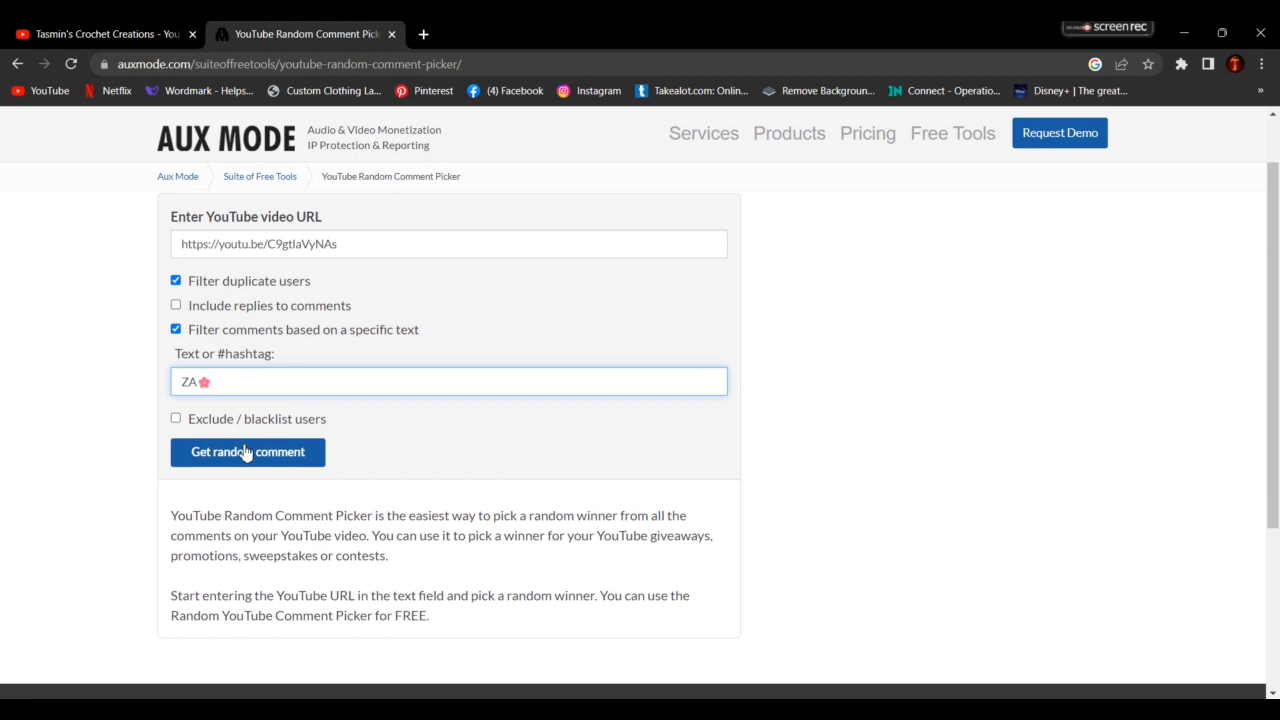 Tasmin's Crochet Creations - You
YouTube Random Comment Pick
screenrec
auxmode.com/suiteoffreetools/youtube-random-comment-picker/
YouTube Netflix Wordmark - Helps... Custom Clothing La... Pinterest (4) Facebook Instagram Takealot.com: Onlin... Remove Backgroun... Connect - Operatio... Disney+ | The great... »
AUX MODE
Audio & Video Monetization
IP Protection & Reporting
Services Products Pricing Free Tools Request Demo
Aux Mode Suite of Free Tools YouTube Random Comment Picker
Enter YouTube video URL
https://youtu.be/C9gtlaVyNAs
Filter duplicate users
Include replies to comments
Filter comments based on a specific text
Text or #hashtag:
ZA🌸
Exclude / blacklist users
Get random comment
YouTube Random Comment Picker is the easiest way to pick a random winner from all the
comments on your YouTube video. You can use it to pick a winner for your YouTube giveaways,
promotions, sweepstakes or contests.
Start entering the YouTube URL in the text field and pick a random winner. You can use the
Random YouTube Comment Picker for FREE.